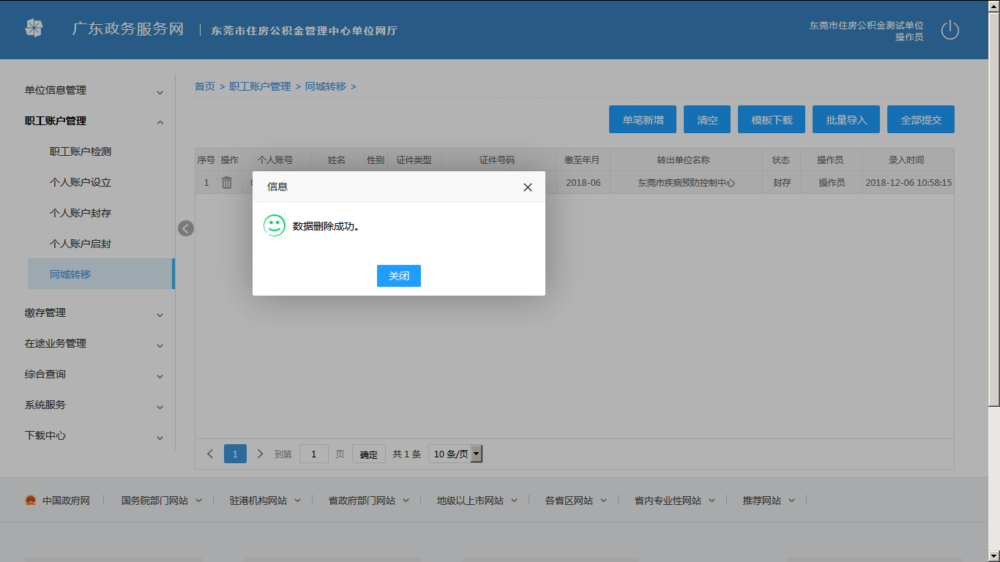 广东政务服务网 东莞市住房公积金管理中心单位网厅
东莞市住房公积金测试单位
操作员
单位信息管理
职工账户管理
职工账户检测
个人账户设立
个人账户封存
个人账户启封
同城转移
缴存管理
在途业务管理
综合查询
系统服务
下载中心
首页 > 职工账户管理 > 同城转移 >
单笔新增 清空 模板下载 批量导入 全部提交
序号 操作 个人账号 姓名 性别 证件类型 证件号码 缴至年月 转出单位名称 状态 操作员 录入时间
1 2018-06 东莞市疾病预防控制中心 封存 操作员 2018-12-06 10:58:15
信息
数据删除成功。
关闭
1 到第 1 页 确定 共 1 条 10 条/页
中国政府网 国务院部门网站 驻港机构网站 省政府部门网站 地级以上市网站 各省区网站 省内专业性网站 推荐网站